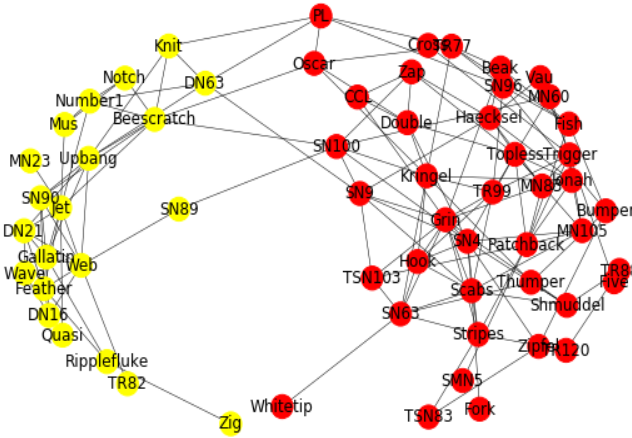 PL
Knit
Cross
TR77
Oscar
Beak
Zap
Vau
Notch
DN63
SN96
MN60
Number1
CCL
Beescratch
Haecksel
Mus
Double
Fish
SN100
MN23
Upbang
Topless
Trigger
Kringel
Jonah
MN83
SN90
SN9
TR99
Jet
SN89
Bumper
Grin
DN21
MN105
SN4
Patchback
Gallatin
Web
Hook
Wave
TSN103
Feather
Scabs
Thumper
Five
Shmuddel
DN16
SN63
Quasi
Stripes
Zipfel
TR120
Ripplefluke
TR82
SMN5
Whitetip
Fork
TSN83
Zig